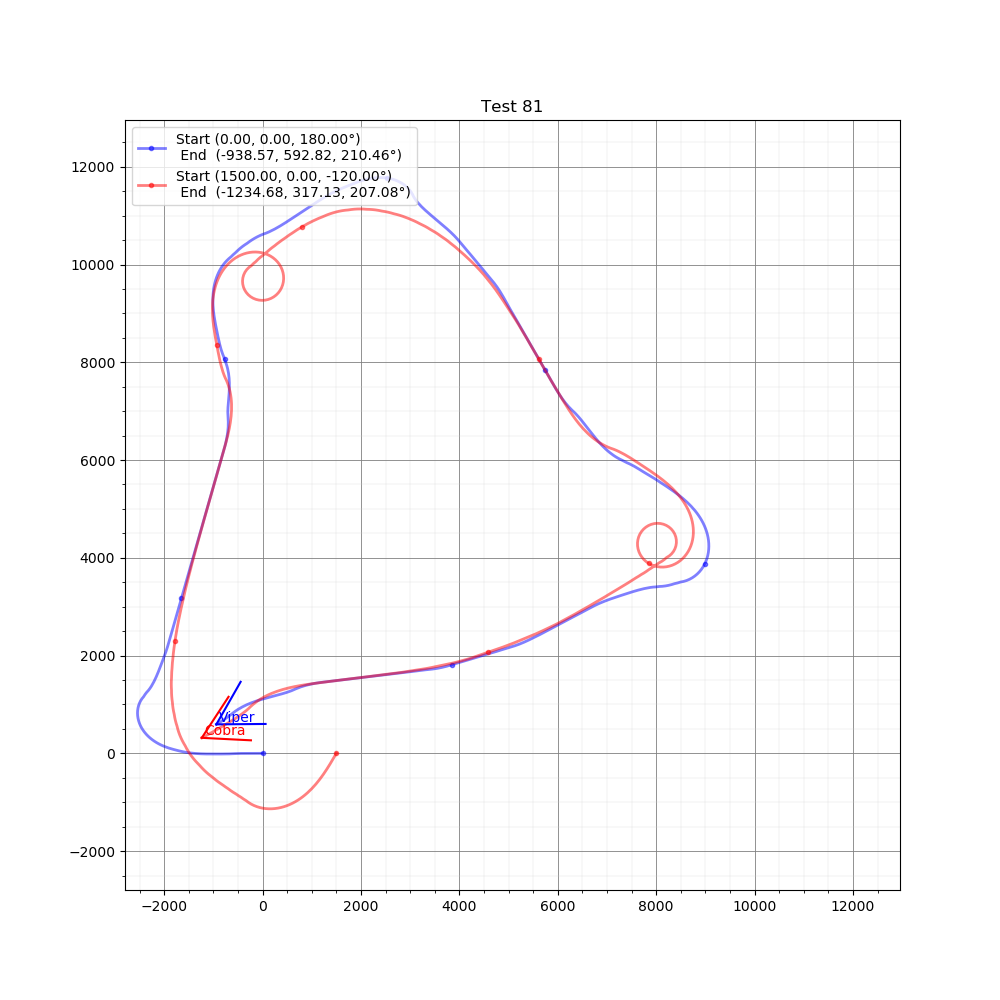 Test 81
Start (0.00, 0.00, 180.00°)
End (-938.57, 592.82, 210.46°)
Start (1500.00, 0.00, -120.00°)
End (-1234.68, 317.13, 207.08°)
12000
10000
8000
6000
4000
2000
0
−2000
Viper
Cobra
−2000 0 2000 4000 6000 8000 10000 12000